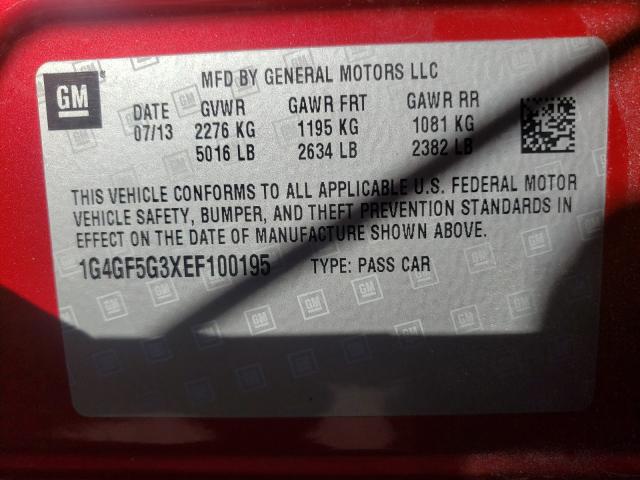 GM
MFD BY GENERAL MOTORS LLC
DATE GVWR GAWR FRT GAWR RR
07/13 2276 KG 1195 KG 1081 KG
5016 LB 2634 LB 2382 LB
THIS VEHICLE CONFORMS TO ALL APPLICABLE U.S. FEDERAL MOTOR
VEHICLE SAFETY, BUMPER, AND THEFT PREVENTION STANDARDS IN
EFFECT ON THE DATE OF MANUFACTURE SHOWN ABOVE.
1G4GF5G3XEF100195 TYPE: PASS CAR